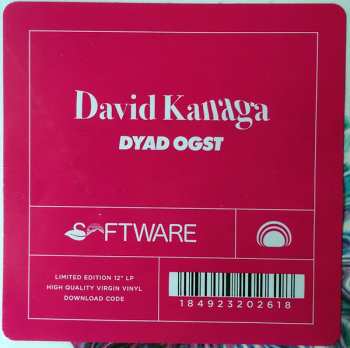 David Kanaga
DYAD OGST
SOFTWARE
LIMITED EDITION 12" LP
HIGH QUALITY VIRGIN VINYL
DOWNLOAD CODE
184923202618